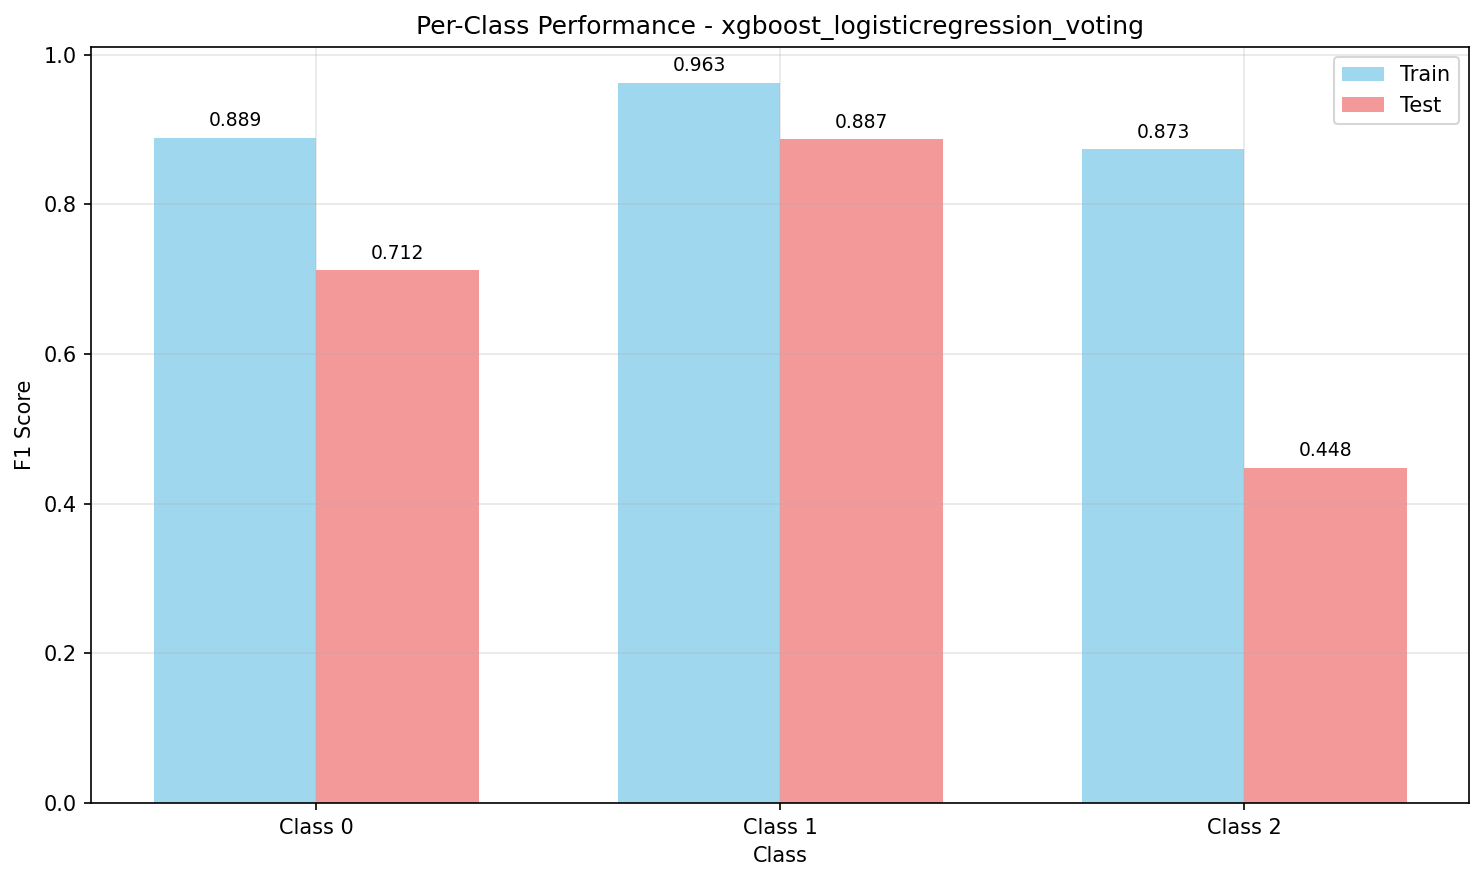 Per-Class Performance - xgboost_logisticregression_voting
Train
Test
F1 Score
1.0
0.8
0.6
0.4
0.2
0.0
0.889
0.712
0.963
0.887
0.873
0.448
Class 0
Class 1
Class 2
Class